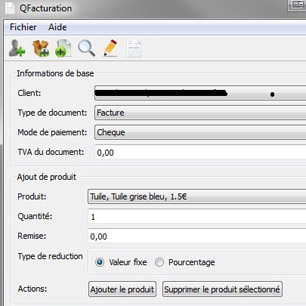 QFacturation
Fichier Aide
Informations de base
Client:
Type de document: Facture
Mode de paiement: Cheque
TVA du document: 0,00
Ajout de produit
Produit: Tuile, Tuile grise bleu, 1.5€
Quantité: 1
Remise: 0,00
Type de reduction Valeur fixe Pourcentage
Actions: Ajouter le produit Supprimer le produit sélectionné